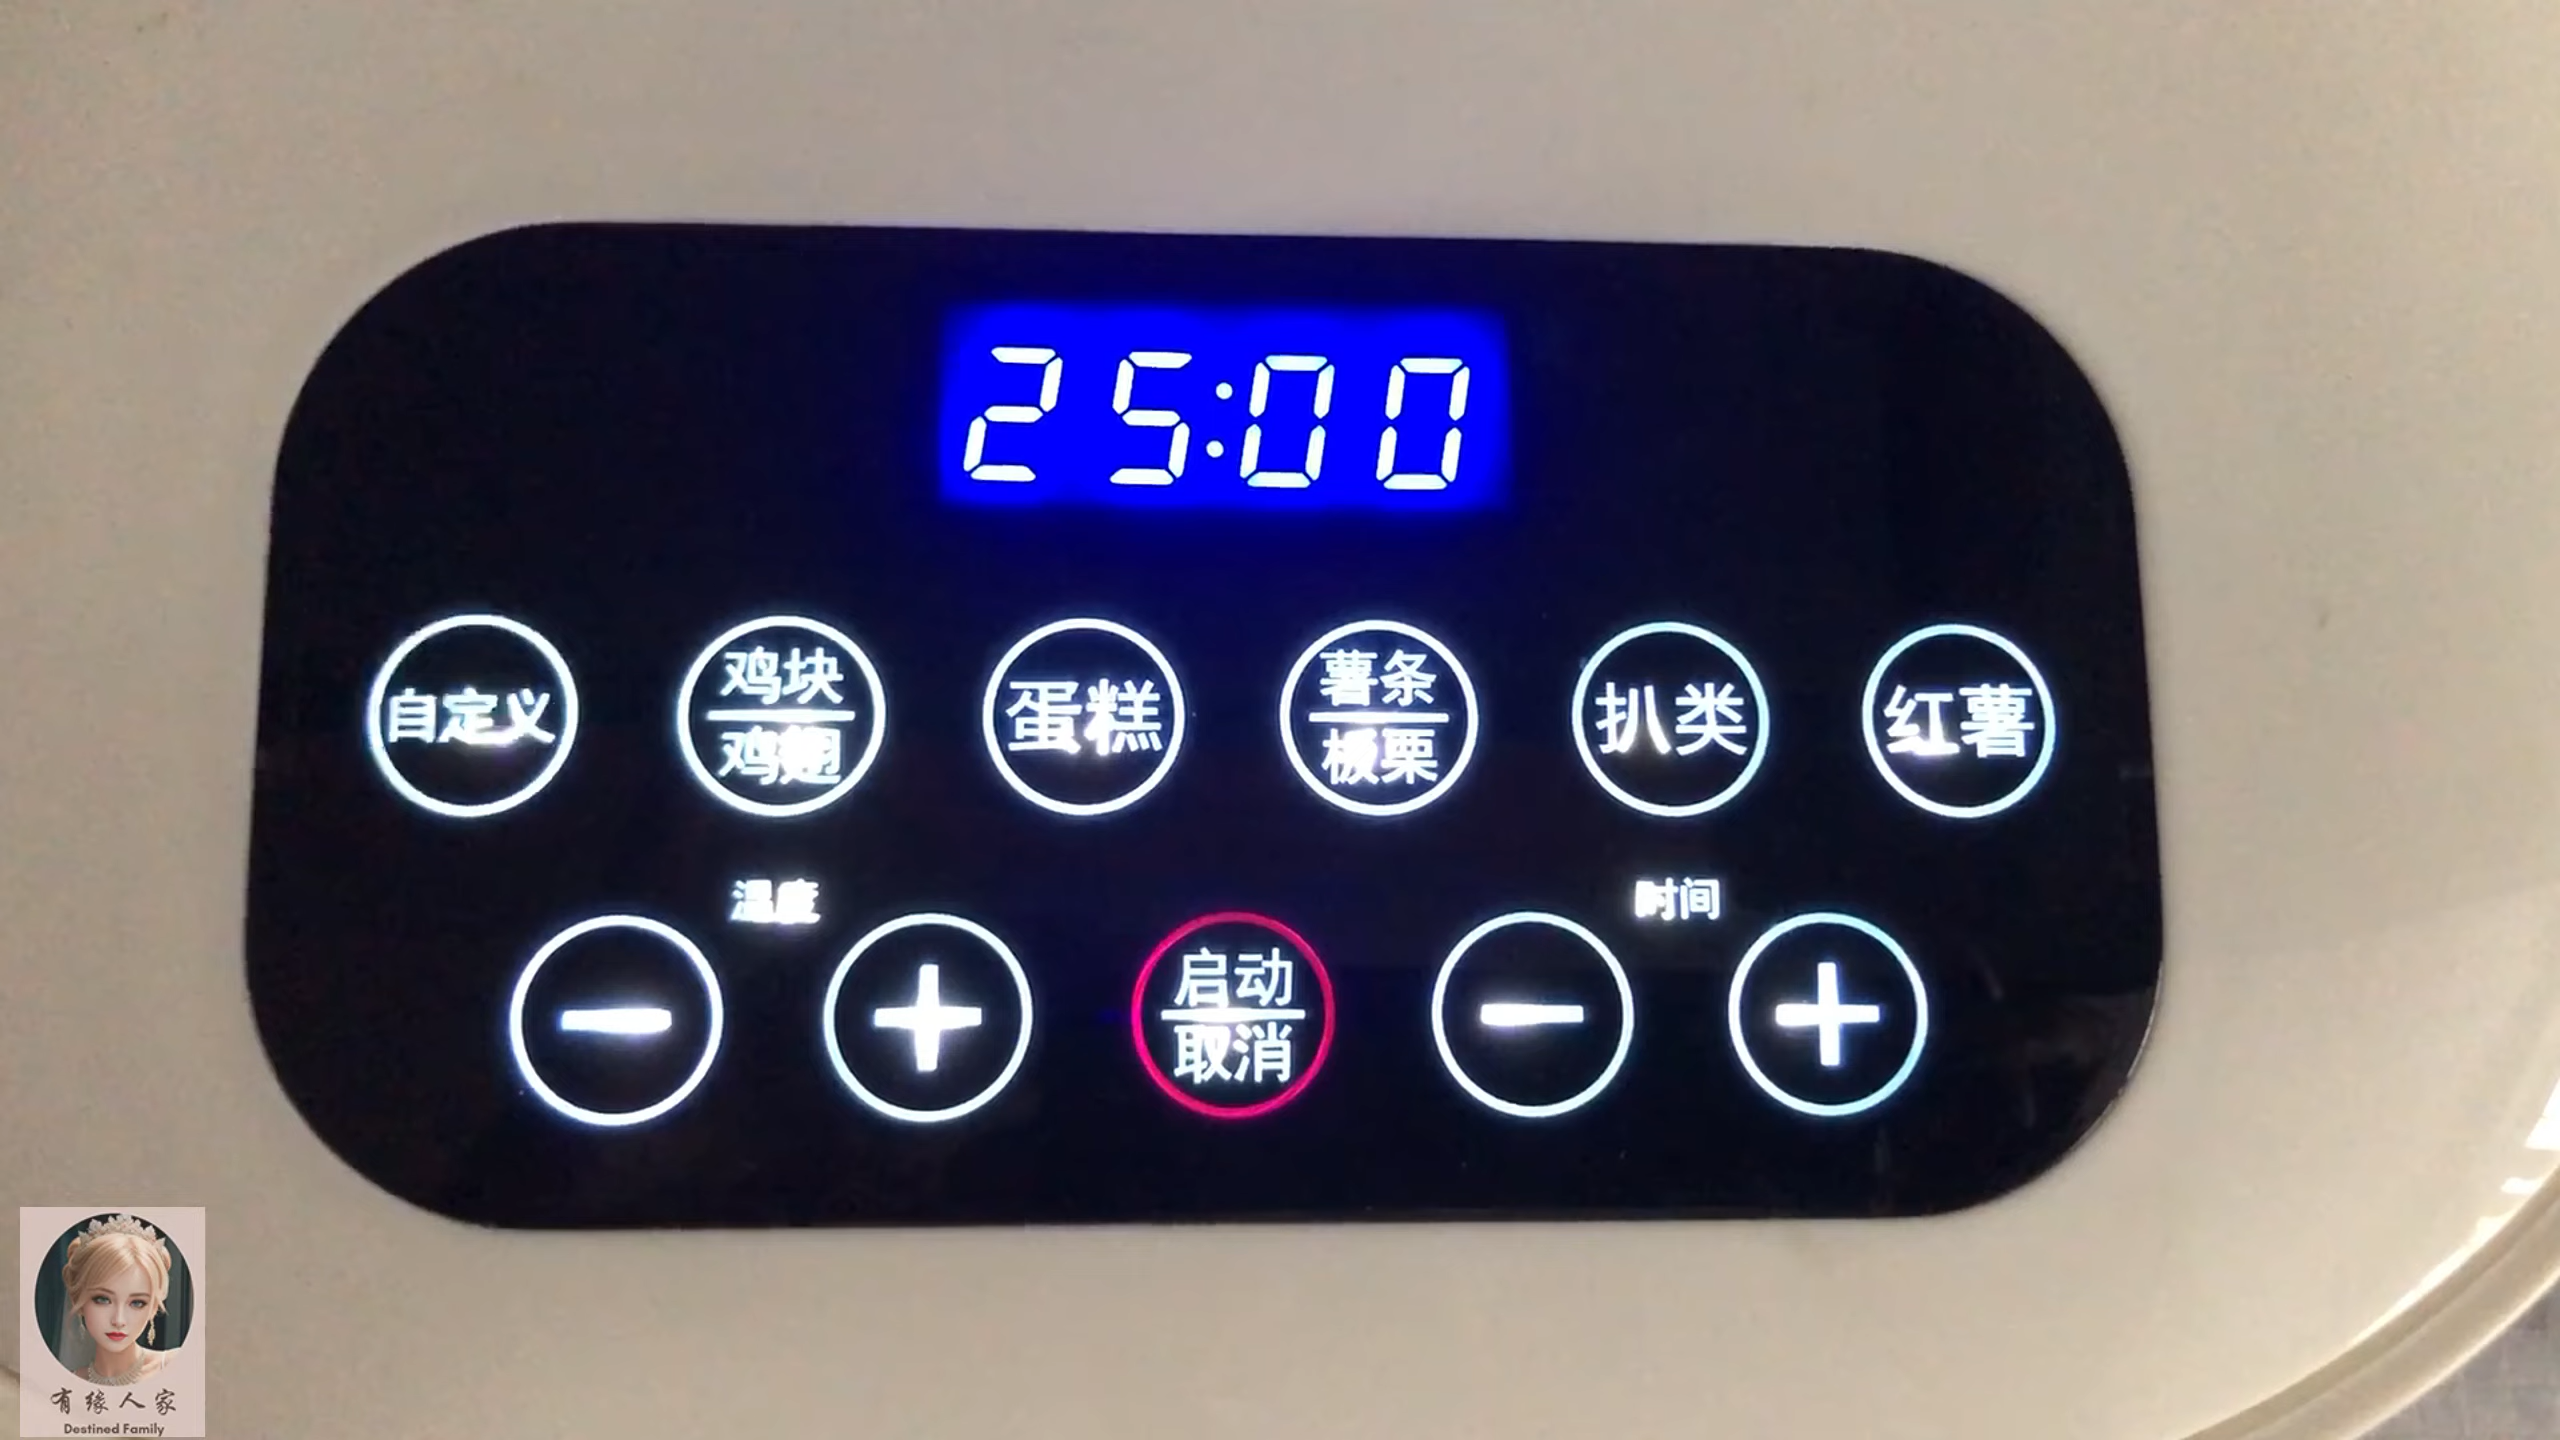 25:00
自定义
鸡块
鸡翅
蛋糕
薯条
板栗
扒类
红薯
温度
时间
− +
启动
取消
− +
有缘人家
Destined Family